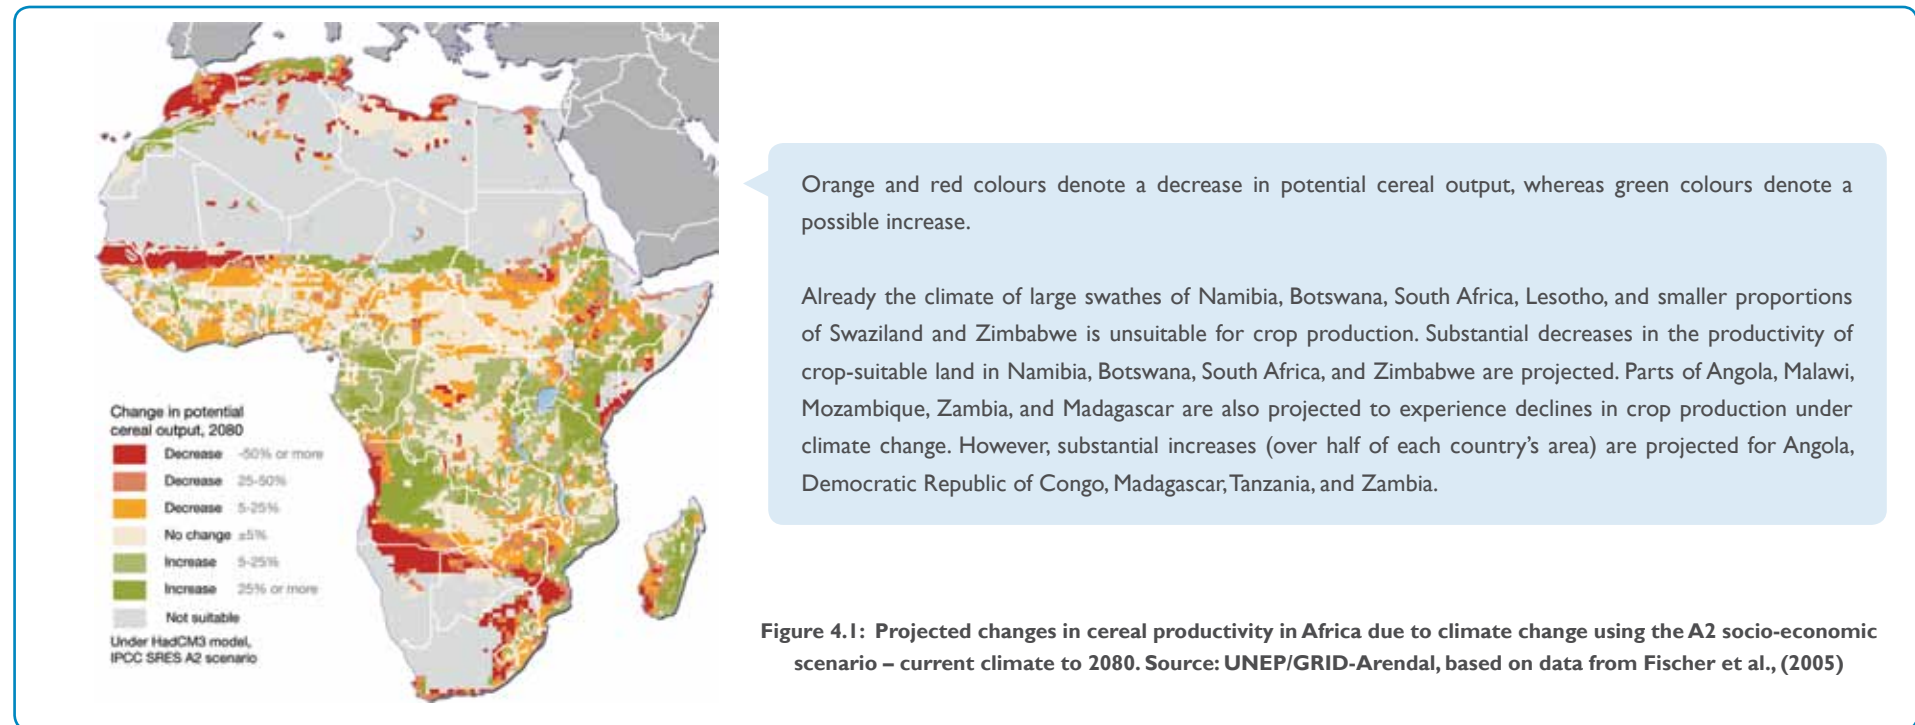 Change in potential
cereal output, 2080
Decrease -50% or more
Decrease 25-50%
Decrease 5-25%
No change ±5%
Increase 5-25%
Increase 25% or more
Not suitable
Under HadCM3 model,
IPCC SRES A2 scenario
Orange and red colours denote a decrease in potential cereal output, whereas green colours denote a
possible increase.
Already the climate of large swathes of Namibia, Botswana, South Africa, Lesotho, and smaller proportions
of Swaziland and Zimbabwe is unsuitable for crop production. Substantial decreases in the productivity of
crop-suitable land in Namibia, Botswana, South Africa, and Zimbabwe are projected. Parts of Angola, Malawi,
Mozambique, Zambia, and Madagascar are also projected to experience declines in crop production under
climate change. However, substantial increases (over half of each country's area) are projected for Angola,
Democratic Republic of Congo, Madagascar, Tanzania, and Zambia.
Figure 4.1: Projected changes in cereal productivity in Africa due to climate change using the A2 socio-economic
scenario – current climate to 2080. Source: UNEP/GRID-Arendal, based on data from Fischer et al., (2005)